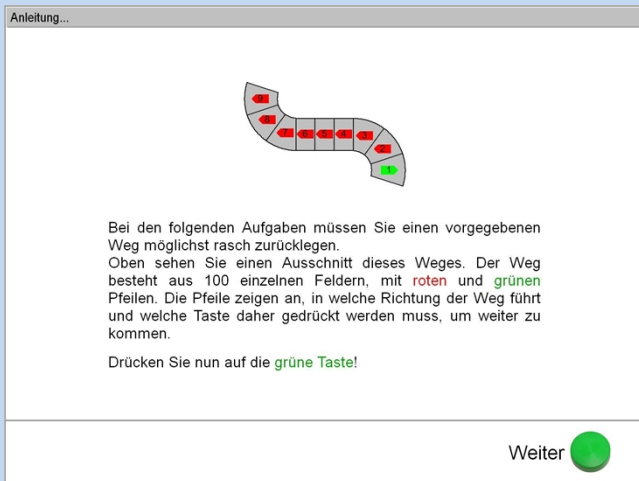 Anleitung...
9
8
7 6 5 4 3
2
1
Bei den folgenden Aufgaben müssen Sie einen vorgegebenen
Weg möglichst rasch zurücklegen.
Oben sehen Sie einen Ausschnitt dieses Weges. Der Weg
besteht aus 100 einzelnen Feldern, mit roten und grünen
Pfeilen. Die Pfeile zeigen an, in welche Richtung der Weg führt
und welche Taste daher gedrückt werden muss, um weiter zu
kommen.
Drücken Sie nun auf die grüne Taste!
Weiter